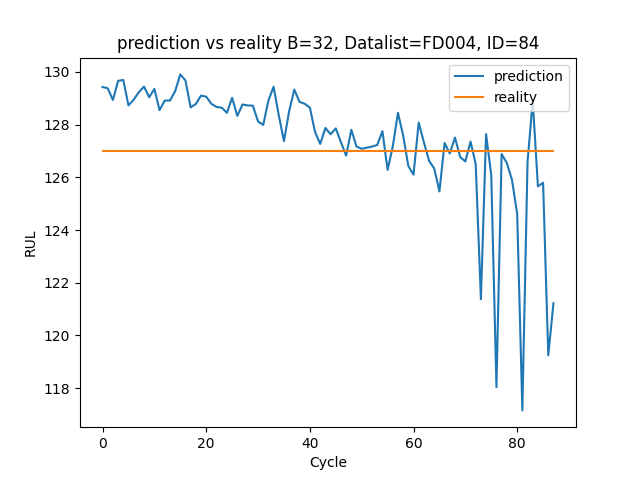 prediction vs reality B=32, Datalist=FD004, ID=84
prediction
reality
130
128
126
124
122
120
118
RUL
0 20 40 60 80
Cycle